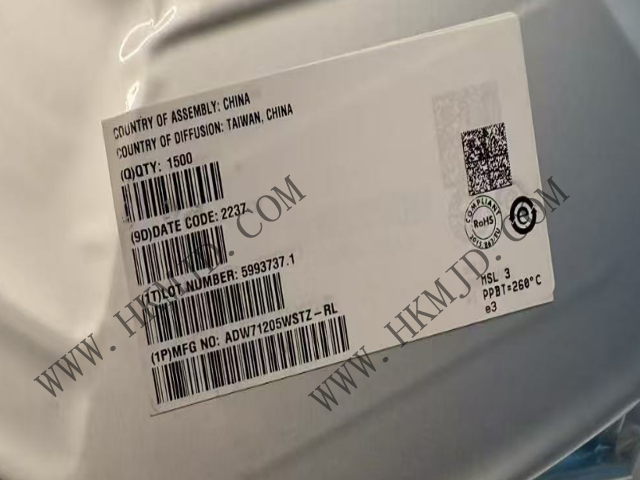 COUNTRY OF ASSEMBLY: CHINA
COUNTRY OF DIFFUSION: TAIWAN, CHINA
(Q)QTY: 1500
(9D)DATE CODE: 2237
(1T)LOT NUMBER: 5993737.1
(1P)MFG NO: ADW71205WSTZ-RL
COMPLIANT
RoHS
e
MSL 3
PPBT=260°C
e3
WWW.HKMJD.COM
WWW.HKMJD.COM